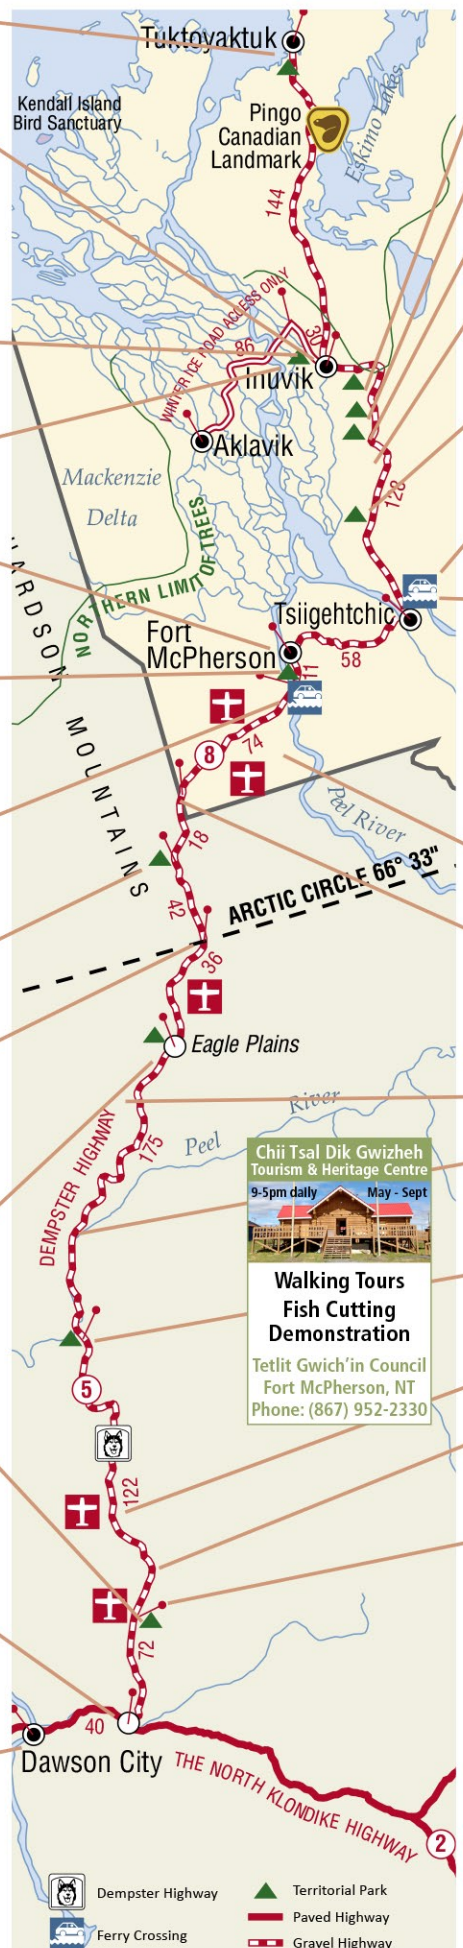 Tuktoyaktuk
Kendall Island
Bird Sanctuary
Pingo
Canadian
Landmark
Eskimo Lakes
144
WINTER ICE ROAD ACCESS ONLY
30
86
Inuvik
Aklavik
Mackenzie
Delta
128
NORTHERN LIMIT OF TREES
HARDSON MOUNTAINS
Tsiigehtchic
Fort
McPherson
58
11
8
74
Peel River
18
42
ARCTIC CIRCLE 66° 33"
36
Eagle Plains
DEMPSTER HIGHWAY
175
Peel River
Chii Tsal Dik Gwizheh
Tourism & Heritage Centre
9-5pm daily May - Sept
Walking Tours
Fish Cutting
Demonstration
Tetlit Gwich'in Council
Fort McPherson, NT
Phone: (867) 952-2330
5
122
72
40
Dawson City
THE NORTH KLONDIKE HIGHWAY
2
Dempster Highway
Territorial Park
Paved Highway
Ferry Crossing
Gravel Highway